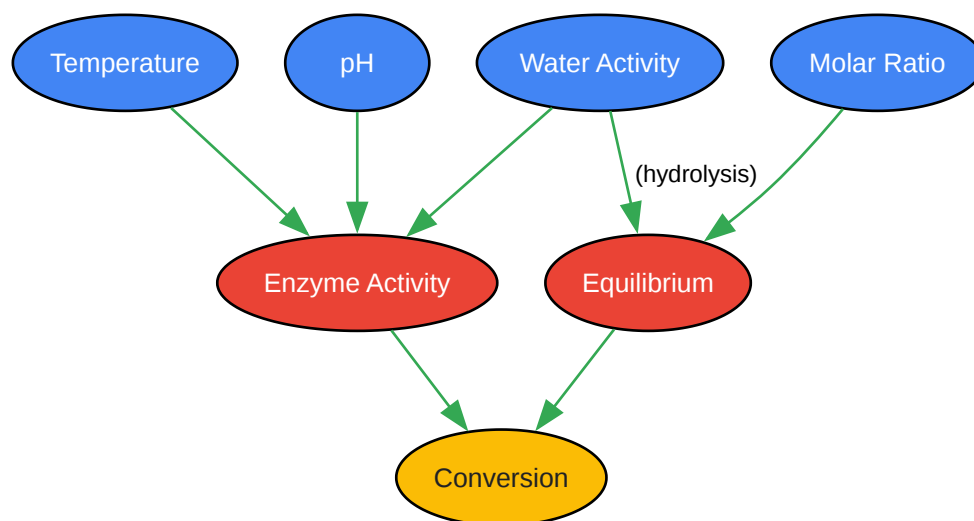 Temperature
pH
Water Activity
Molar Ratio
(hydrolysis)
Enzyme Activity
Equilibrium
Conversion